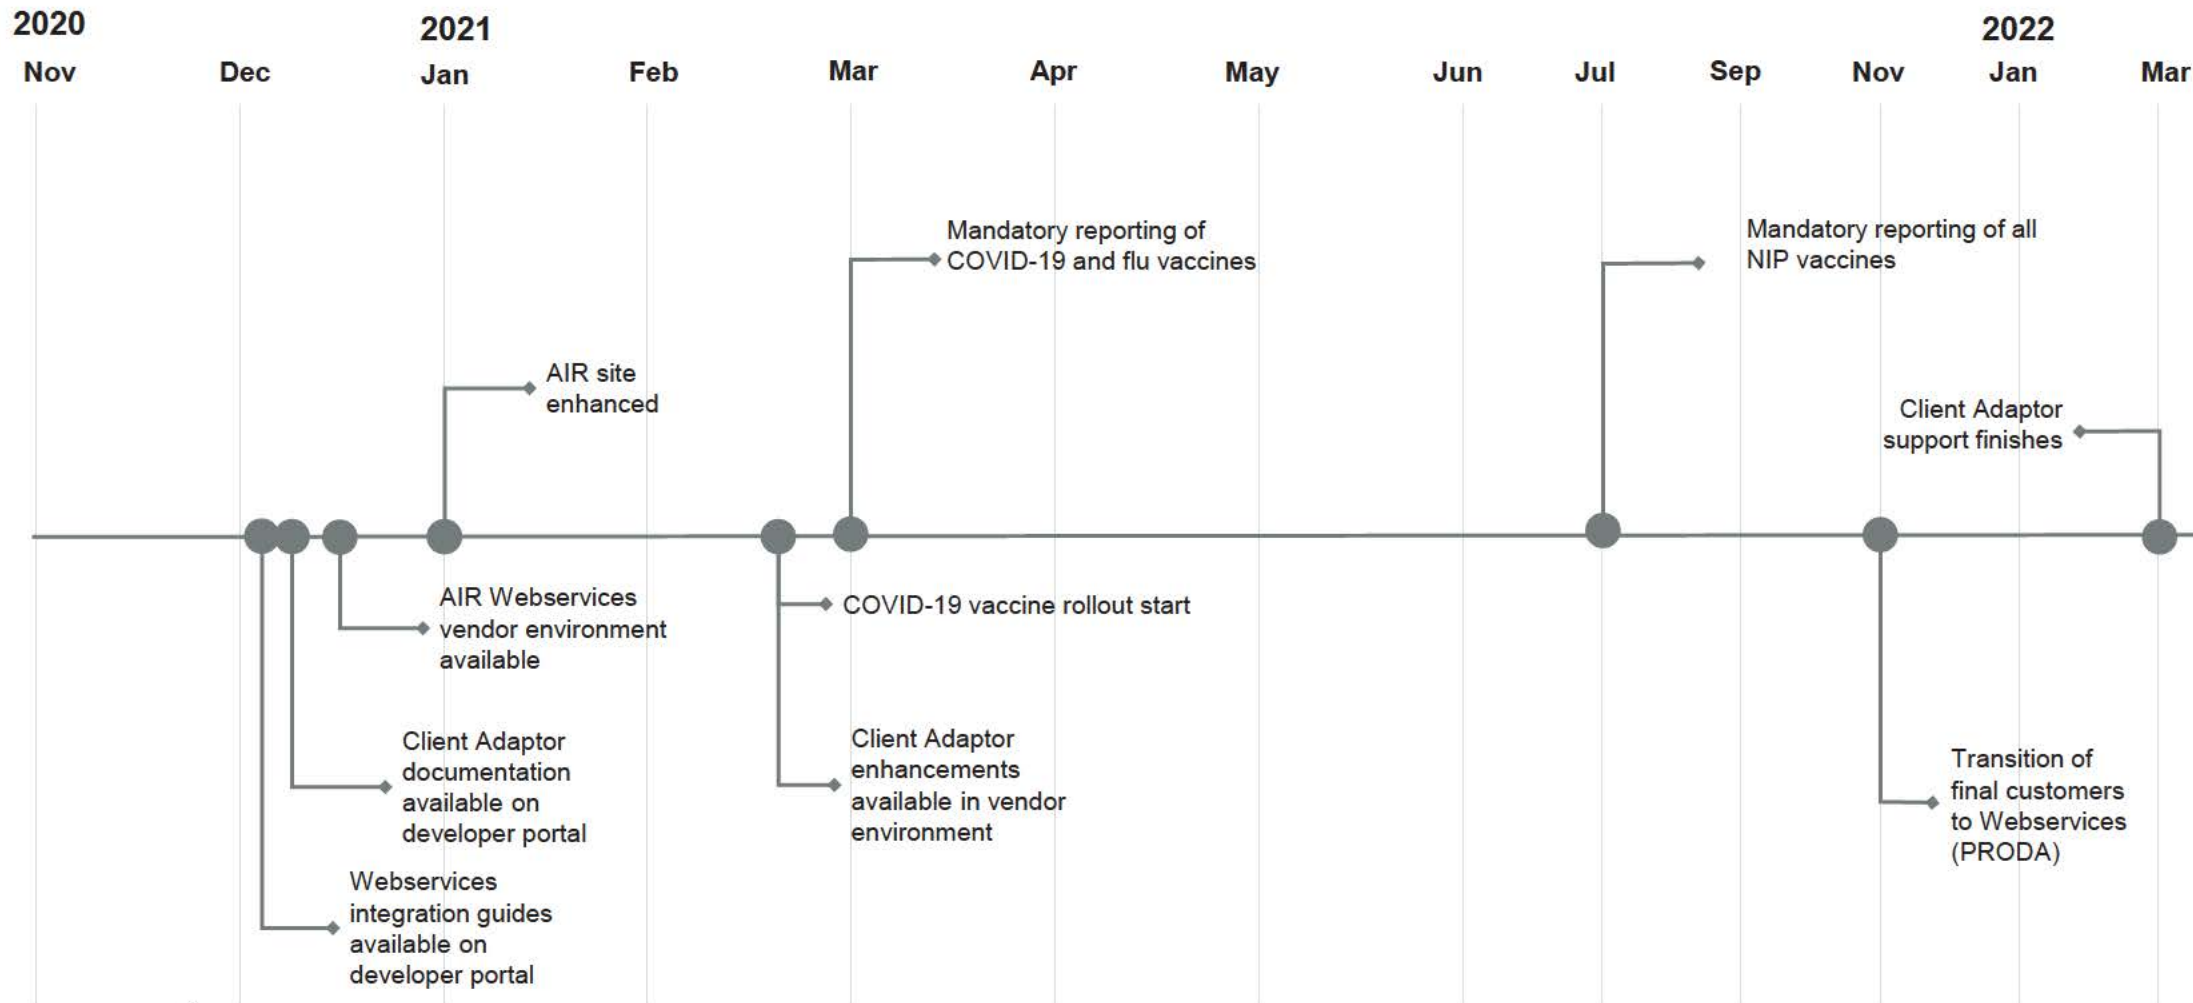 2020
2021
2022
Nov
Dec
Jan
Feb
Mar
Apr
May
Jun
Jul
Sep
Nov
Jan
Mar
Mandatory reporting of
COVID-19 and flu vaccines
Mandatory reporting of all
NIP vaccines
AIR site
enhanced
Client Adaptor
support finishes
AIR Webservices
vendor environment
available
COVID-19 vaccine rollout start
Client Adaptor
documentation
available on
developer portal
Client Adaptor
enhancements
available in vendor
environment
Transition of
final customers
to Webservices
(PRODA)
Webservices
integration guides
available on
developer portal